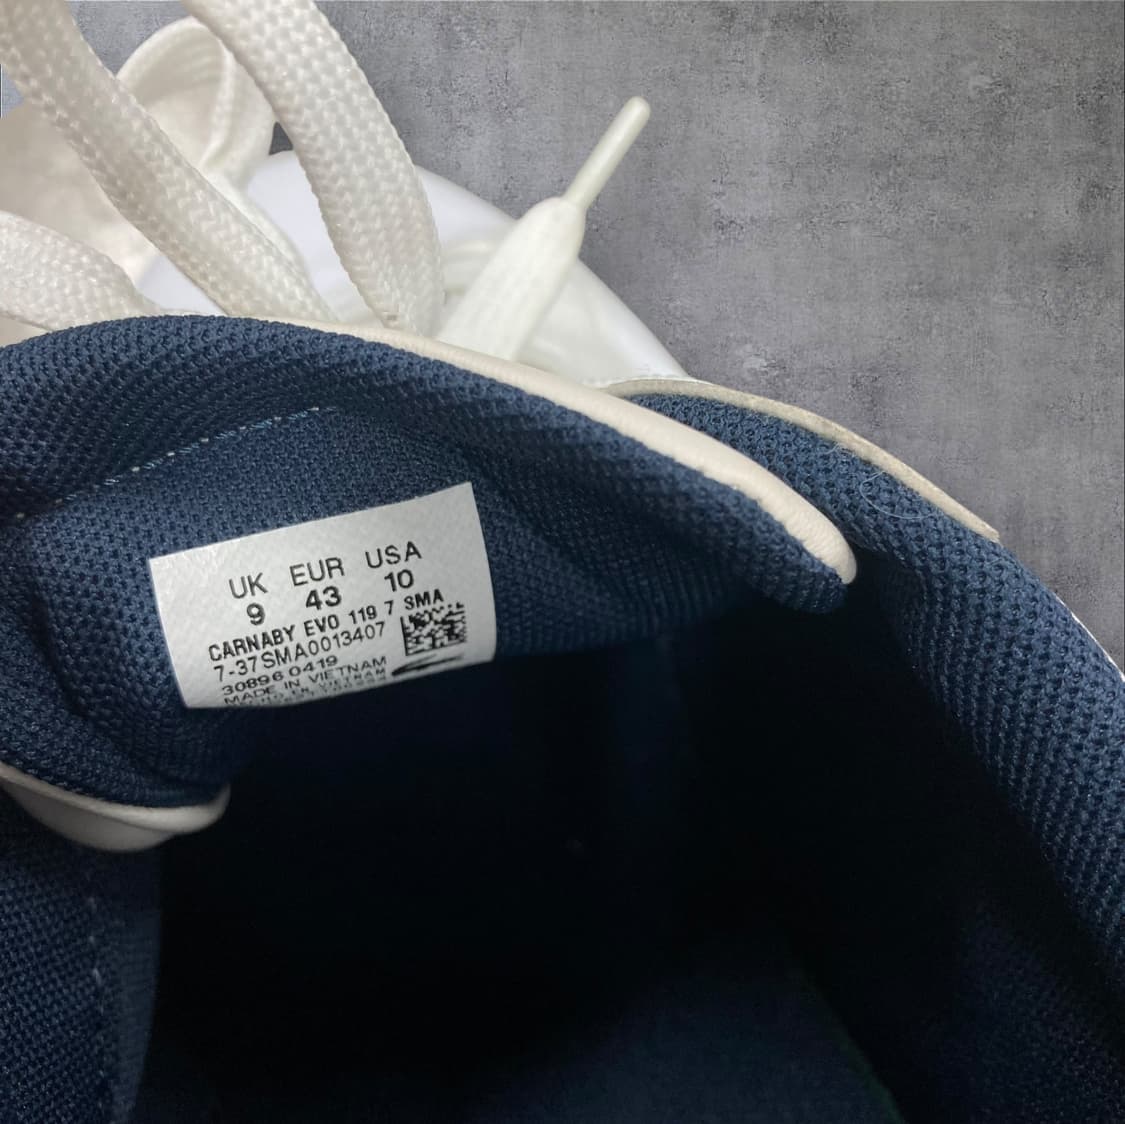 UK EUR USA
9 43 10
CARNABY EVO 119 7 SMA
7-37SMA0013407
30896 0419
MADE IN VIETNAM